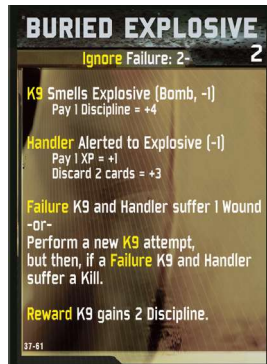 BURIED EXPLOSIVE
Ignore Failure: 2-
2
K9 Smells Explosive (Bomb, -1)
Pay 1 Discipline = +4
Handler Alerted to Explosive (-1)
Pay 1 XP = +1
Discard 2 cards = +3
Failure K9 and Handler suffer 1 Wound
-or-
Perform a new K9 attempt,
but then, if a Failure K9 and Handler
suffer a Kill.
Reward K9 gains 2 Discipline.
37-61